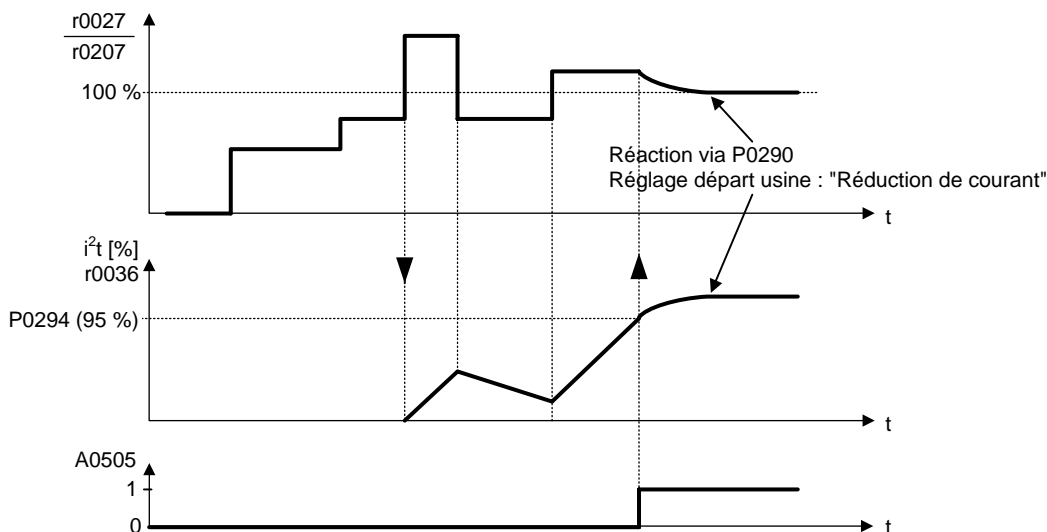 r0027
r0207
100 %
Réaction via P0290
Réglage départ usine : "Réduction de courant"
t
i²t [%]
r0036
P0294 (95 %)
t
A0505
1
0
t